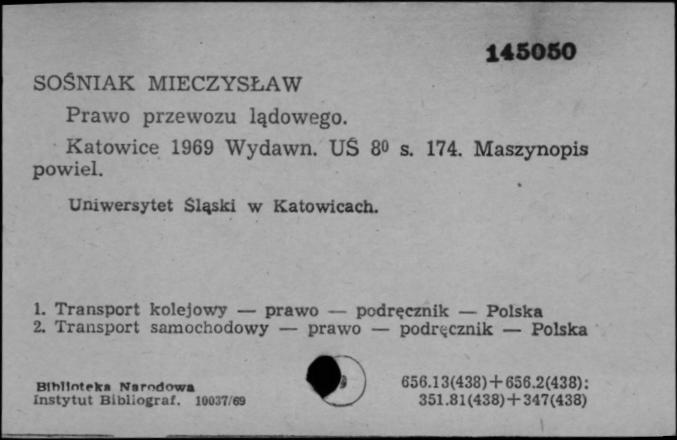 145050
SOŚNIAK MIECZYSŁAW
Prawo przewozu lądowego.
Katowice 1969 Wydawn. UŚ 8⁰ s. 174. Maszynopis
powiel.
Uniwersytet Śląski w Katowicach.
1. Transport kolejowy — prawo — podręcznik — Polska
2. Transport samochodowy — prawo — podręcznik — Polska
Biblioteka Narodowa
Instytut Bibliograf. 10037/69
656.13(438)+656.2(438):
351.81(438)+347(438)